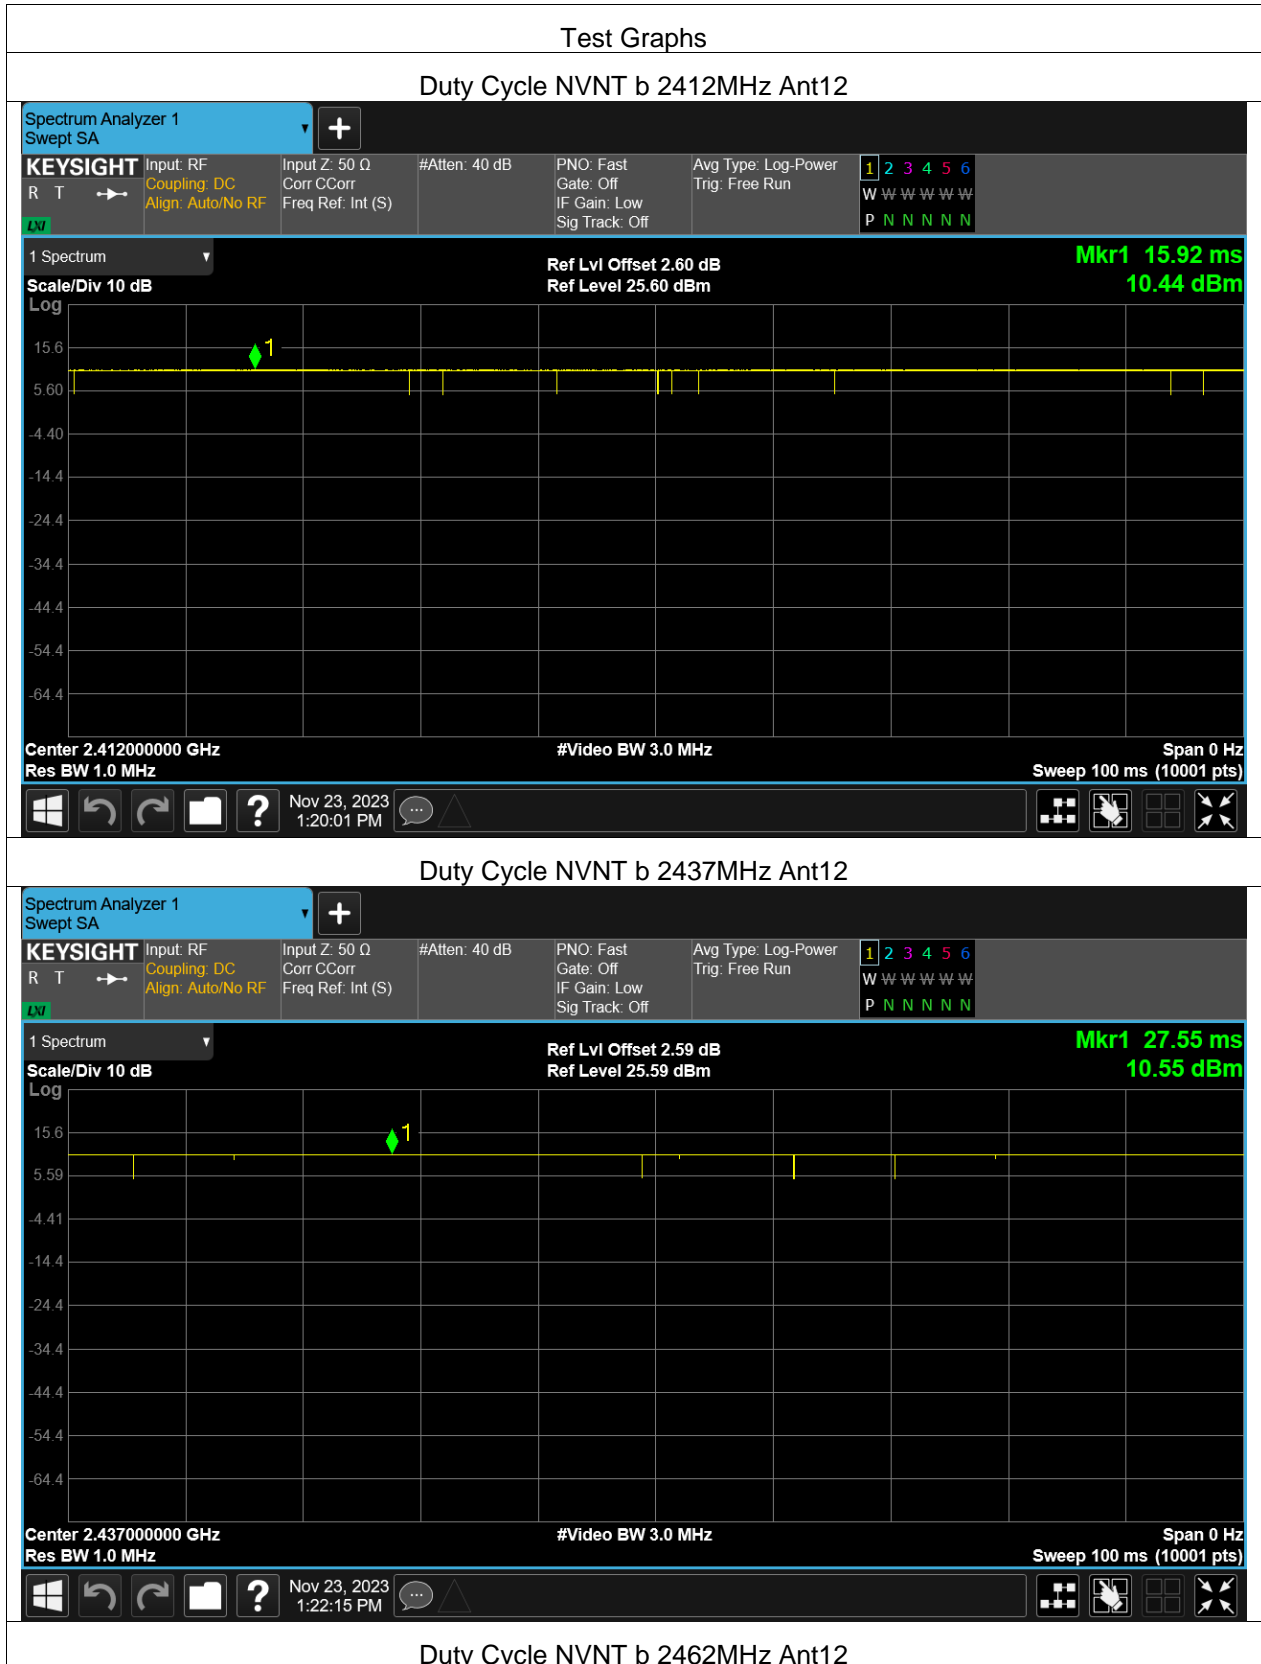 Test Graphs
Duty Cycle NVNT b 2412MHz Ant12
Spectrum Analyzer 1
Swept SA
KEYSIGHT Input: RF Input Z: 50 Ω #Atten: 40 dB PNO: Fast Avg Type: Log-Power 1 2 3 4 5 6
R T Coupling: DC Corr CCorr Gate: Off Trig: Free Run W W W W W W
Align: Auto/No RF Freq Ref: Int (S) IF Gain: Low
LXI Sig Track: Off P N N N N N
1 Spectrum Ref Lvl Offset 2.60 dB Mkr1 15.92 ms
Scale/Div 10 dB Ref Level 25.60 dBm 10.44 dBm
Log
1
15.6
5.60
-4.40
-14.4
-24.4
-34.4
-44.4
-54.4
-64.4
Center 2.412000000 GHz #Video BW 3.0 MHz Span 0 Hz
Res BW 1.0 MHz Sweep 100 ms (10001 pts)
? Nov 23, 2023
1:20:01 PM
Duty Cycle NVNT b 2437MHz Ant12
Spectrum Analyzer 1
Swept SA
KEYSIGHT Input: RF Input Z: 50 Ω #Atten: 40 dB PNO: Fast Avg Type: Log-Power 1 2 3 4 5 6
R T Coupling: DC Corr CCorr Gate: Off Trig: Free Run W W W W W W
Align: Auto/No RF Freq Ref: Int (S) IF Gain: Low
LXI Sig Track: Off P N N N N N
1 Spectrum Ref Lvl Offset 2.59 dB Mkr1 27.55 ms
Scale/Div 10 dB Ref Level 25.59 dBm 10.55 dBm
Log
1
15.6
5.59
-4.41
-14.4
-24.4
-34.4
-44.4
-54.4
-64.4
Center 2.437000000 GHz #Video BW 3.0 MHz Span 0 Hz
Res BW 1.0 MHz Sweep 100 ms (10001 pts)
? Nov 23, 2023
1:22:15 PM
Duty Cycle NVNT b 2462MHz Ant12